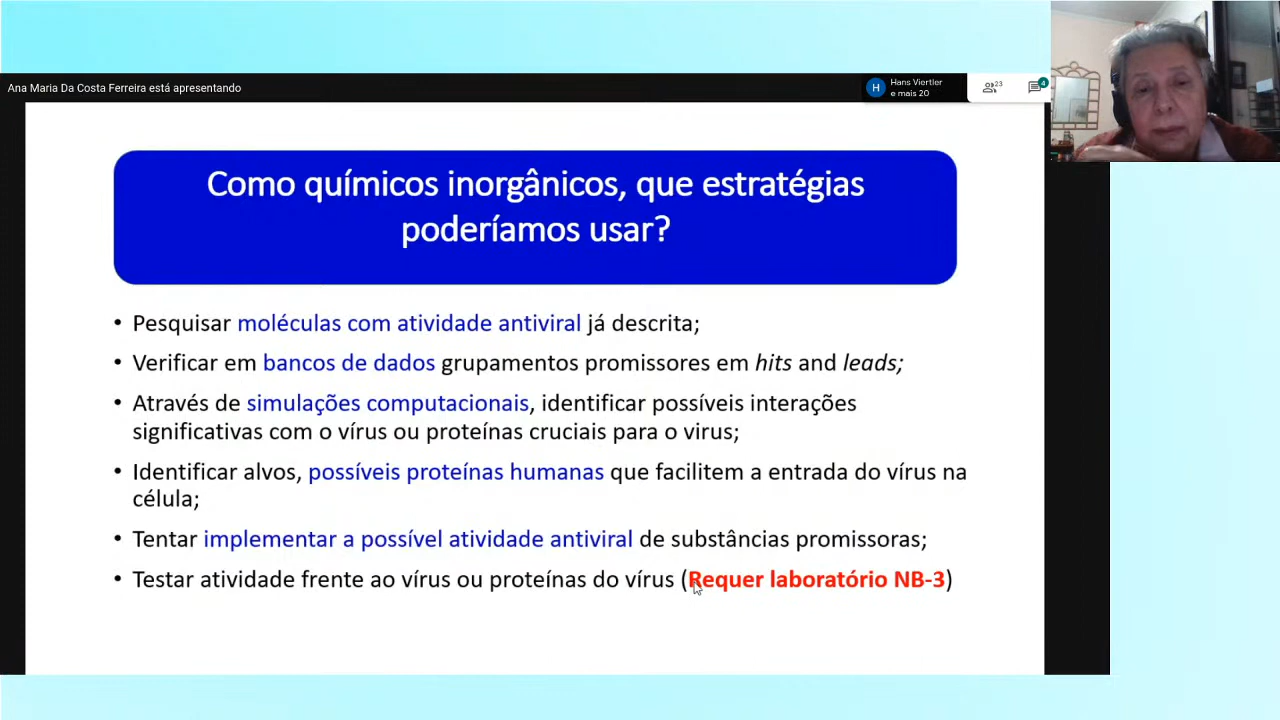 Ana Maria Da Costa Ferreira está apresentando
H
Hans Viertler
e mais 20
23
4
Como químicos inorgânicos, que estratégias
poderíamos usar?
• Pesquisar moléculas com atividade antiviral já descrita;
• Verificar em bancos de dados grupamentos promissores em hits and leads;
• Através de simulações computacionais, identificar possíveis interações
significativas com o vírus ou proteínas cruciais para o virus;
• Identificar alvos, possíveis proteínas humanas que facilitem a entrada do vírus na
célula;
• Tentar implementar a possível atividade antiviral de substâncias promissoras;
• Testar atividade frente ao vírus ou proteínas do vírus (Requer laboratório NB-3)